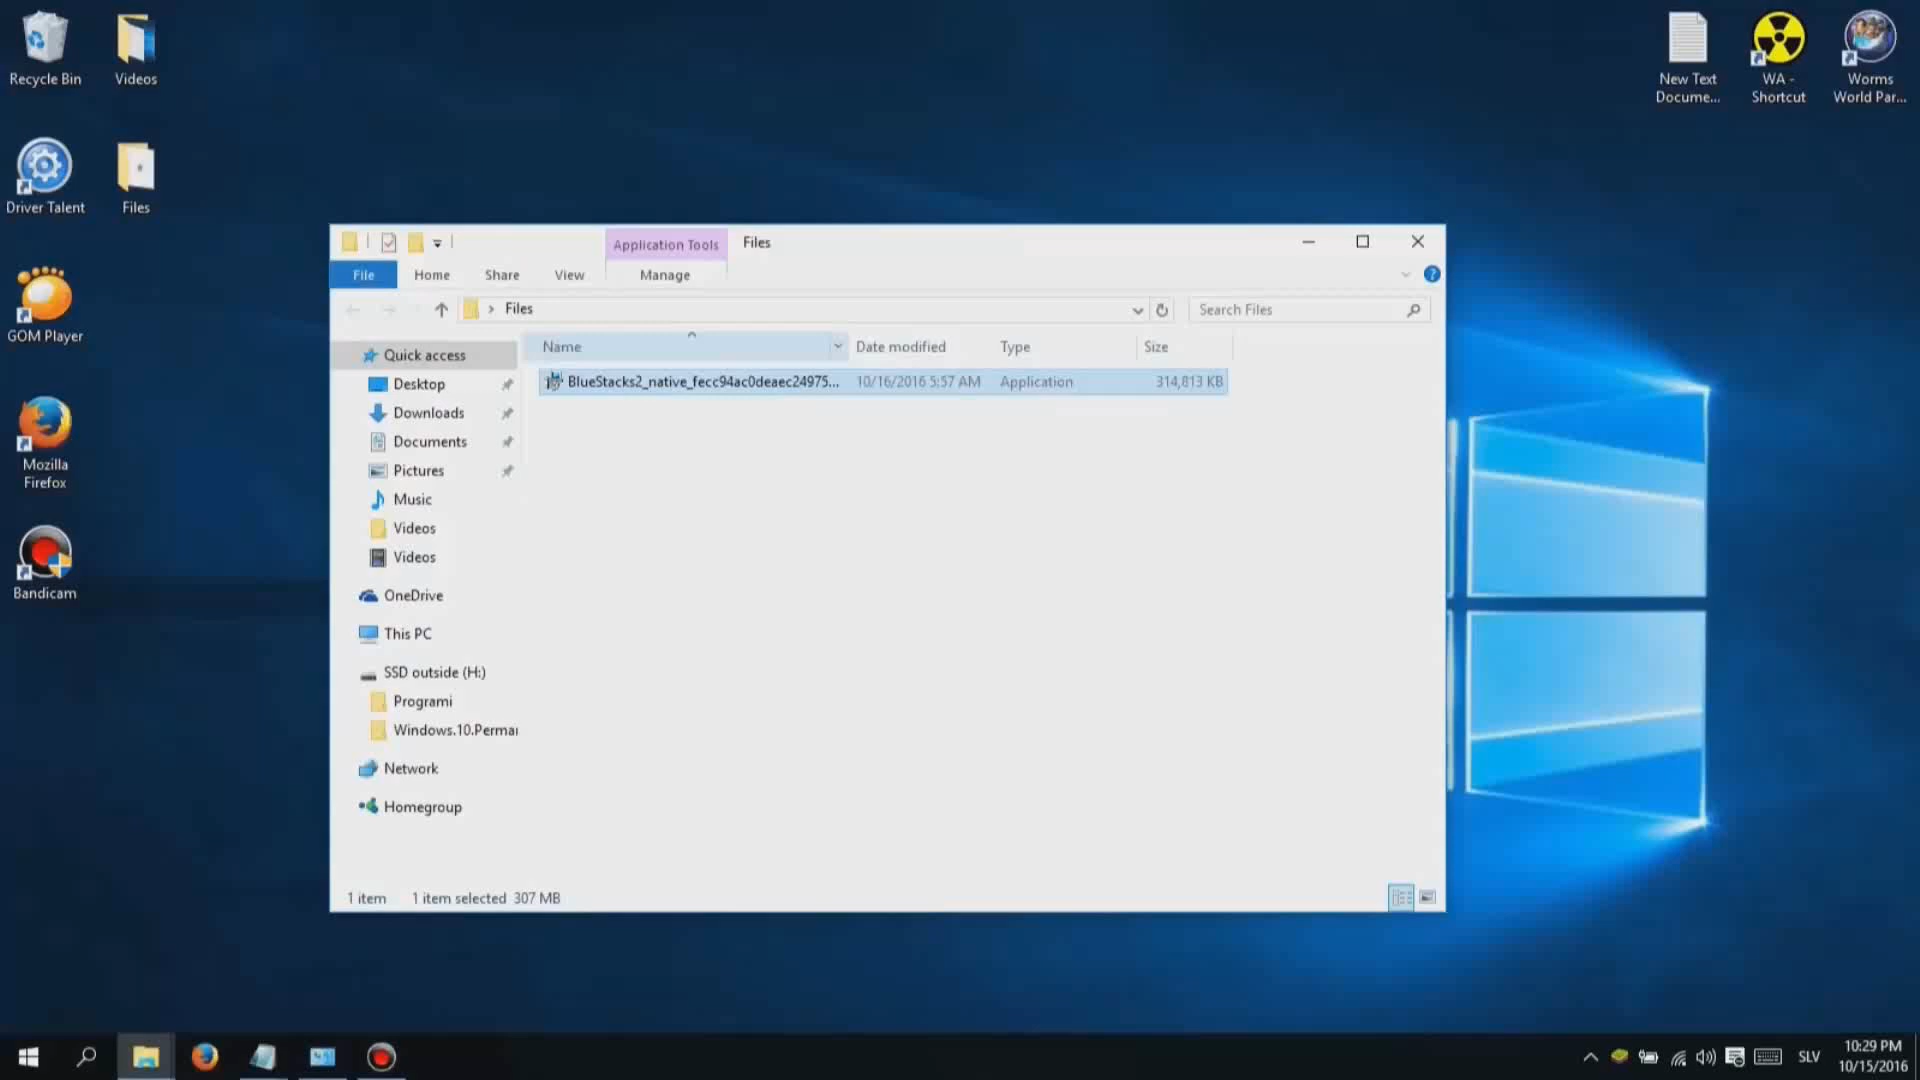 Recycle Bin
Videos
Driver Talent
Files
GOM Player
Mozilla
Firefox
Bandicam
New Text
Docume...
WA -
Shortcut
Worms
World Par...
Application Tools
Files
File
Home
Share
View
Manage
Files
Search Files
Name
Date modified
Type
Size
BlueStacks2_native_fecc94ac0deaec24975...
10/16/2016 5:57 AM
Application
314,813 KB
Quick access
Desktop
Downloads
Documents
Pictures
Music
Videos
Videos
OneDrive
This PC
SSD outside (H:)
Programi
Windows.10.Permai
Network
Homegroup
1 item
1 item selected 307 MB
SLV
10:29 PM
10/15/2016